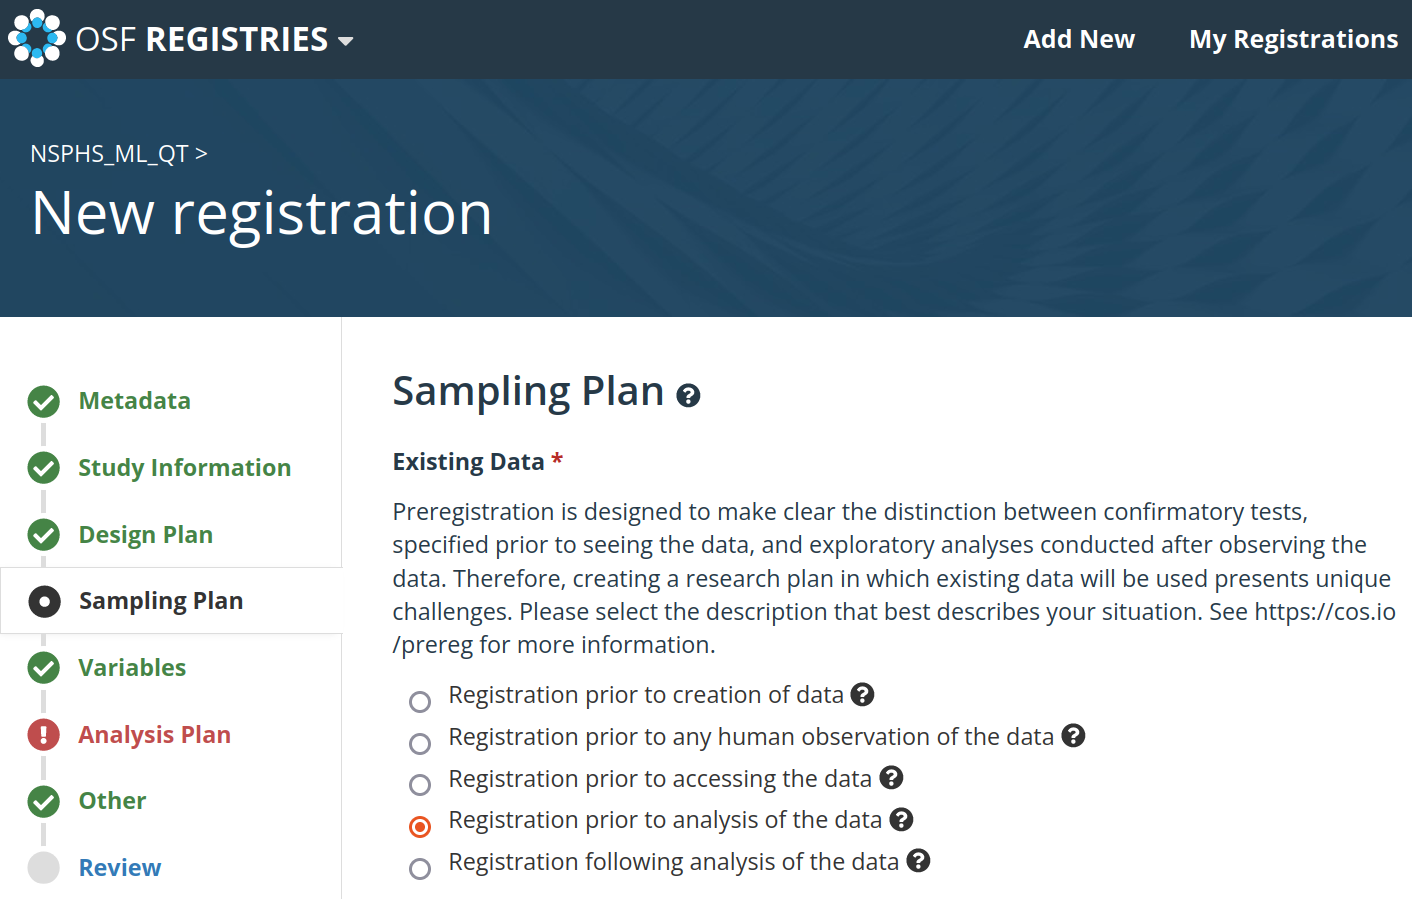 OSF REGISTRIES
Add New
My Registrations
NSPHS_ML_QT >
New registration
Metadata
Study Information
Design Plan
Sampling Plan
Variables
Analysis Plan
Other
Review
Sampling Plan
Existing Data *
Preregistration is designed to make clear the distinction between confirmatory tests,
specified prior to seeing the data, and exploratory analyses conducted after observing the
data. Therefore, creating a research plan in which existing data will be used presents unique
challenges. Please select the description that best describes your situation. See https://cos.io
/prereg for more information.
Registration prior to creation of data
Registration prior to any human observation of the data
Registration prior to accessing the data
Registration prior to analysis of the data
Registration following analysis of the data